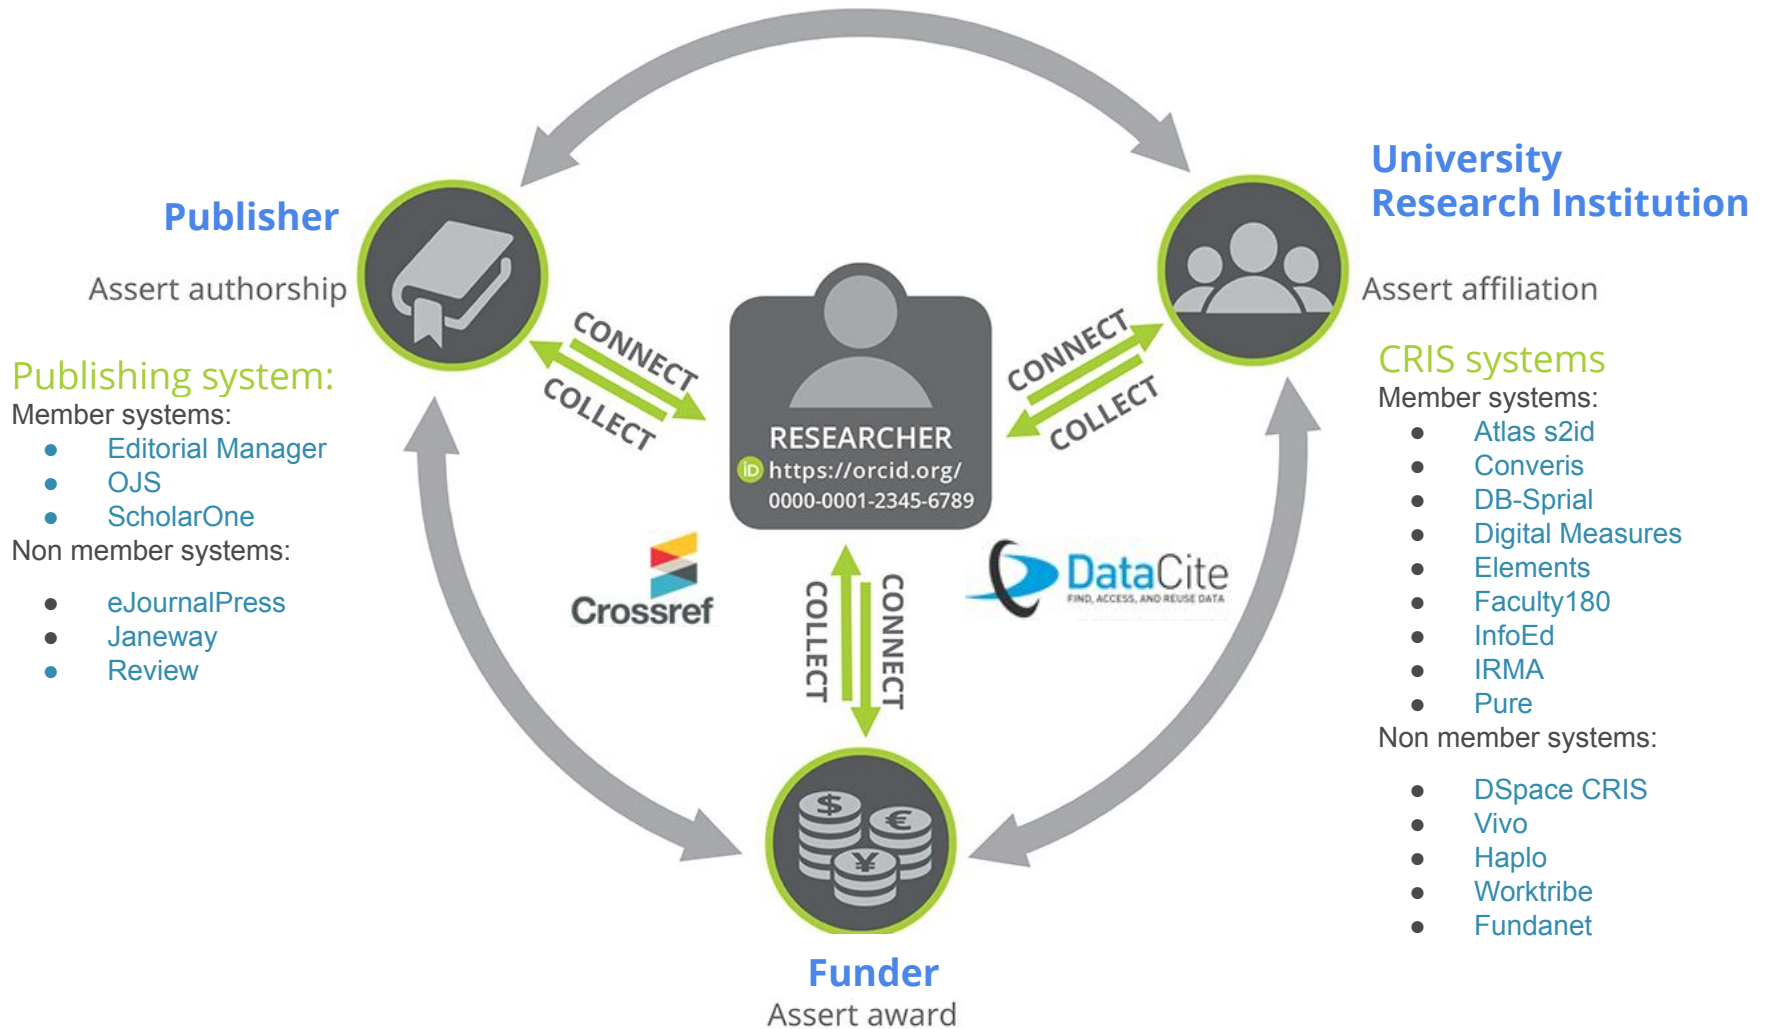 Publisher
Assert authorship
Publishing system:
Member systems:
● Editorial Manager
● OJS
● ScholarOne
Non member systems:
● eJournalPress
● Janeway
● Review
CONNECT
COLLECT
RESEARCHER
iD https://orcid.org/
0000-0001-2345-6789
CONNECT
COLLECT
Crossref
DataCite
FIND, ACCESS, AND REUSE DATA
COLLECT
CONNECT
$
€
¥
Funder
Assert award
University
Research Institution
Assert affiliation
CRIS systems
Member systems:
● Atlas s2id
● Converis
● DB-Sprial
● Digital Measures
● Elements
● Faculty180
● InfoEd
● IRMA
● Pure
Non member systems:
● DSpace CRIS
● Vivo
● Haplo
● Worktribe
● Fundanet